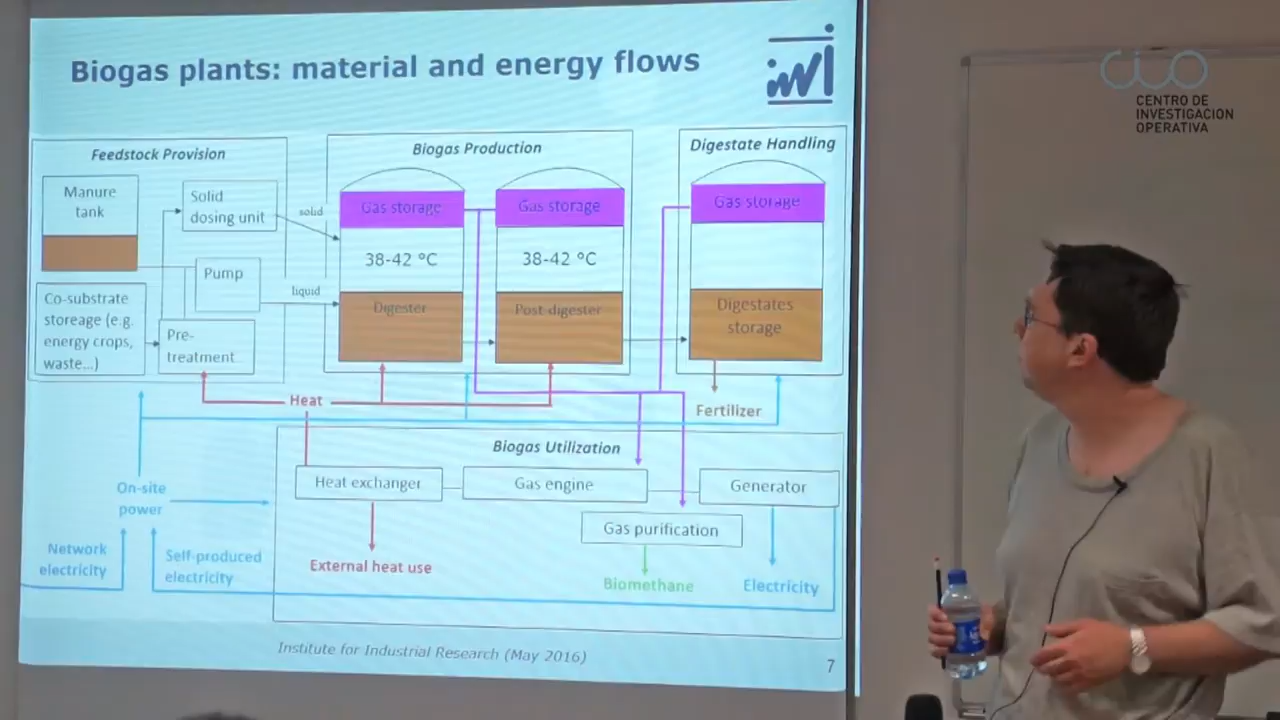 Biogas plants: material and energy flows
iwi
CIO
CENTRO DE
INVESTIGACION
OPERATIVA
Feedstock Provision
Manure
tank
Solid
dosing unit
Pump
Co-substrate
storeage (e.g.
energy crops,
waste...)
Pre-
treatment
solid
liquid
Biogas Production
Gas storage
38-42 °C
Digester
Gas storage
38-42 °C
Post-digester
Digestate Handling
Gas storage
Digestates
storage
Fertilizer
Heat
Biogas Utilization
Heat exchanger
Gas engine
Generator
Gas purification
External heat use
Biomethane
Electricity
On-site
power
Network
electricity
Self-produced
electricity
Institute for Industrial Research (May 2016)
7